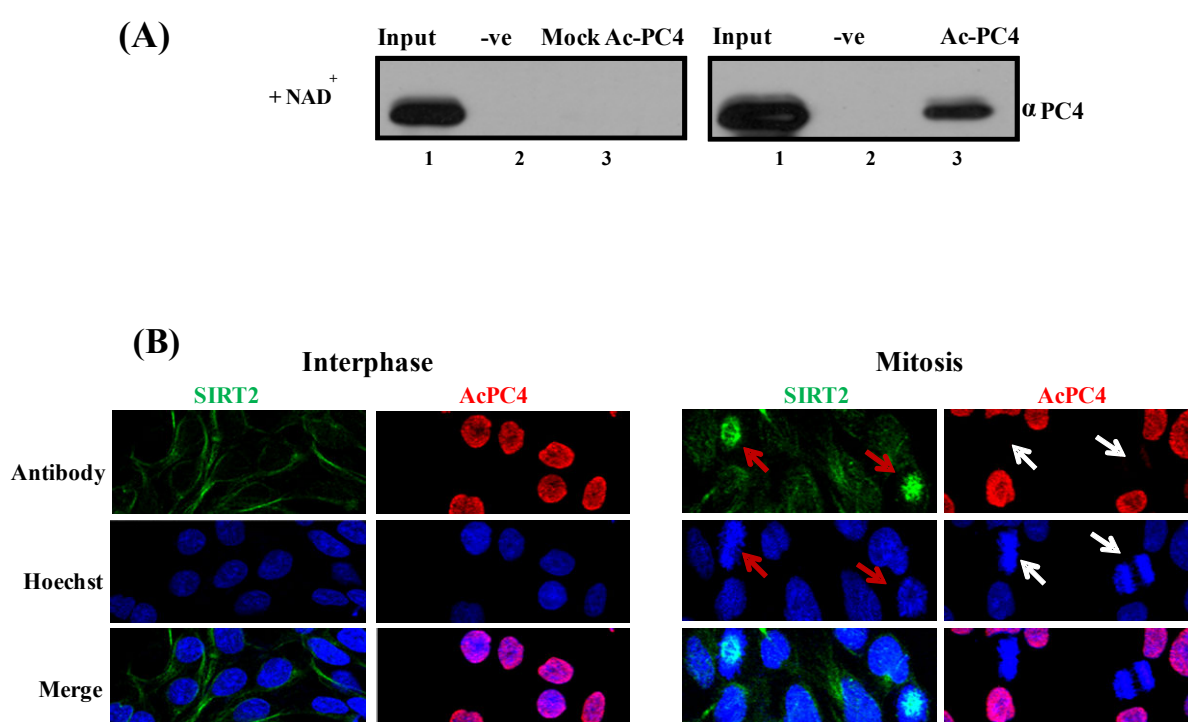 (A)
Input -ve Mock Ac-PC4 Input -ve Ac-PC4
+ NAD+
α PC4
1 2 3 1 2 3
(B)
Interphase Mitosis
SIRT2 AcPC4 SIRT2 AcPC4
Antibody
Hoechst
Merge